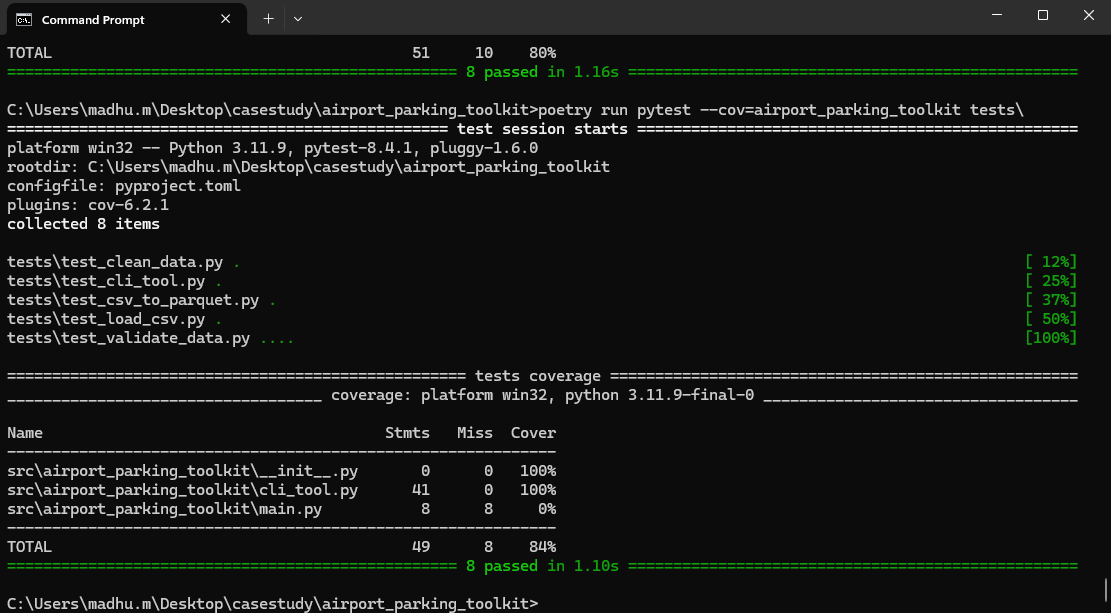 Command Prompt
TOTAL 51 10 80%
================================================== 8 passed in 1.16s ==================================================
C:\Users\madhu.m\Desktop\casestudy\airport_parking_toolkit>poetry run pytest --cov=airport_parking_toolkit tests\
================================================= test session starts =================================================
platform win32 -- Python 3.11.9, pytest-8.4.1, pluggy-1.6.0
rootdir: C:\Users\madhu.m\Desktop\casestudy\airport_parking_toolkit
configfile: pyproject.toml
plugins: cov-6.2.1
collected 8 items
tests\test_clean_data.py . [ 12%]
tests\test_cli_tool.py . [ 25%]
tests\test_csv_to_parquet.py . [ 37%]
tests\test_load_csv.py . [ 50%]
tests\test_validate_data.py .... [100%]
=================================================== tests coverage ====================================================
___________________________________ coverage: platform win32, python 3.11.9-final-0 ___________________________________
Name Stmts Miss Cover
-------------------------------------------------------------
src\airport_parking_toolkit\__init__.py 0 0 100%
src\airport_parking_toolkit\cli_tool.py 41 0 100%
src\airport_parking_toolkit\main.py 8 8 0%
-------------------------------------------------------------
TOTAL 49 8 84%
================================================== 8 passed in 1.10s ==================================================
C:\Users\madhu.m\Desktop\casestudy\airport_parking_toolkit>